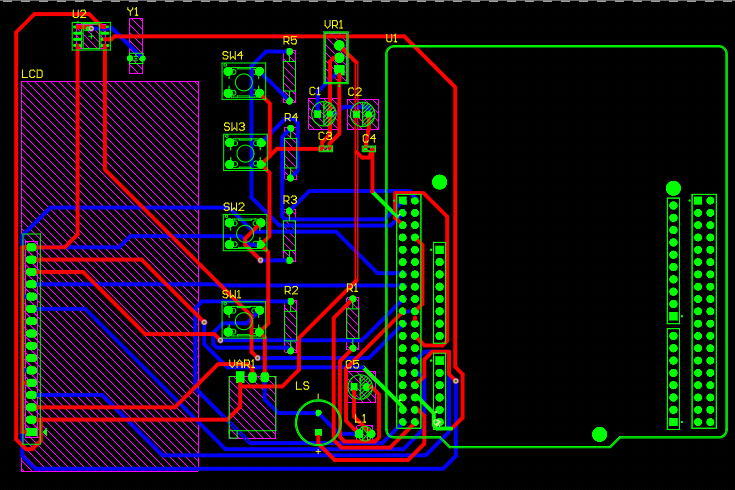 U2
Y1
VR1
U1
R5
SW4
LCD
C1
C2
R4
SW3
C3
C4
R3
SW2
SW1
R2
R1
VAR1
C5
LS
L1
+